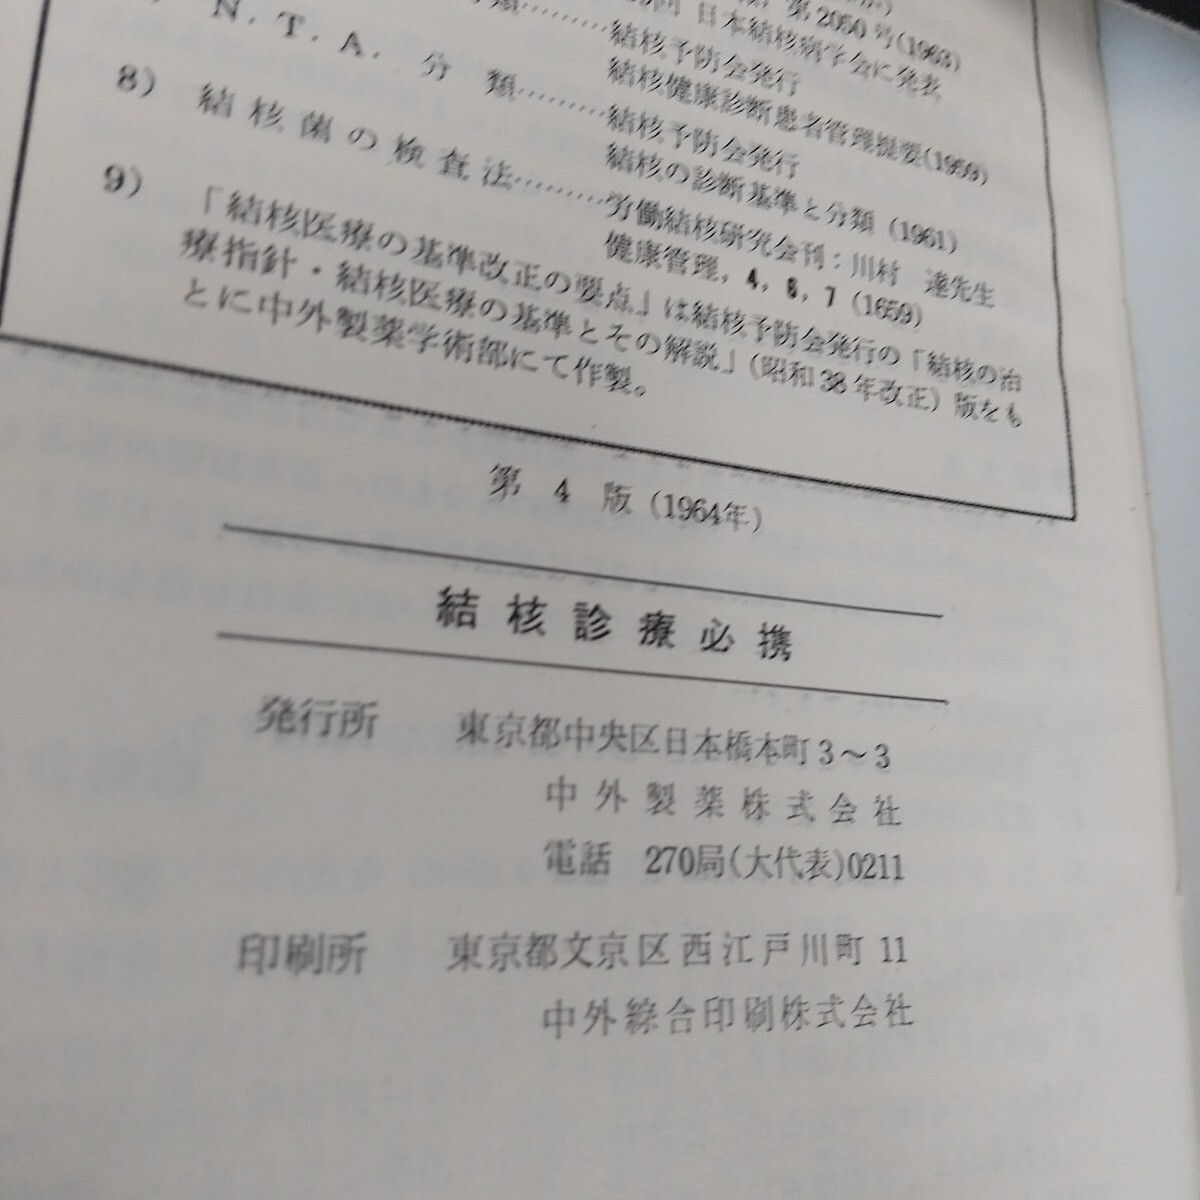 第2050号(1963)
日本結核病学会に発表
類………結核予防会発行
結核健康診断患者管理提要(1959)
N.T.A.分類………結核予防会発行
結核の診断基準と分類 (1961)
8) 結核菌の検査法………労働結核研究会刊:川村 達先生
健康管理, 4, 6, 7 (1659)
9) 「結核医療の基準改正の要点」は結核予防会発行の「結核の治
療指針・結核医療の基準とその解説」(昭和38年改正) 版をも
とに中外製薬学術部にて作製。
第 4 版 (1964年)
結核診療必携
発行所 東京都中央区日本橋本町 3~3
中外製薬株式会社
電話 270局(大代表)0211
印刷所 東京都文京区西江戸川町 11
中外綜合印刷株式会社